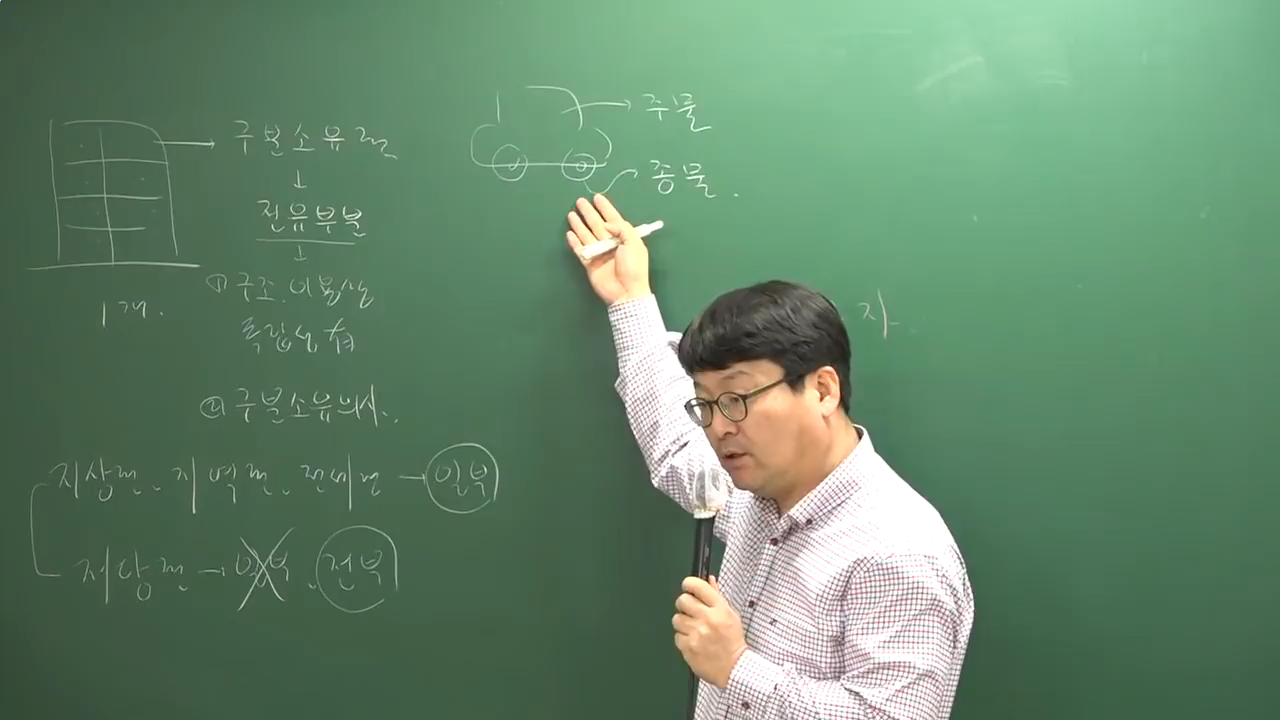 구분소유권
↓
전유부분
↓
① 구조.이용상
독립성 有
② 구분소유의사.
1개.
지상권. 지역권. 전세권 → 일부
저당권 → 일부. 전부
→ 주물
종물.
지